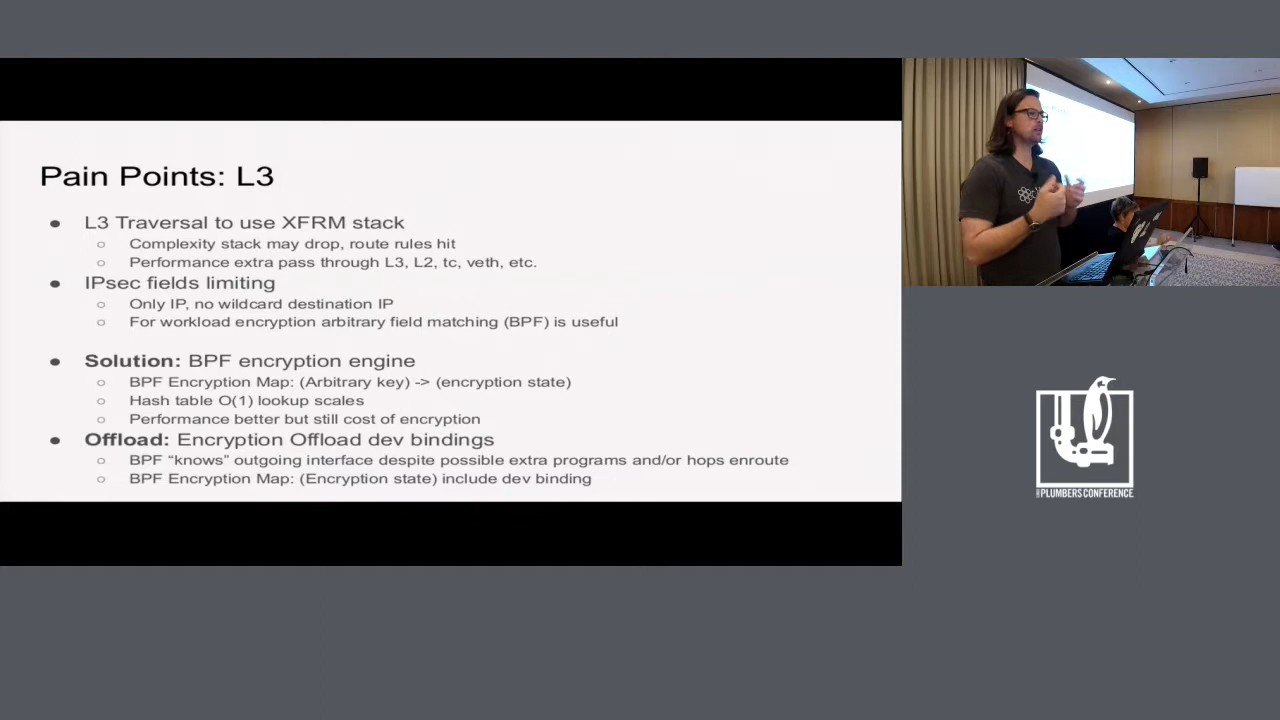 Pain Points: L3
● L3 Traversal to use XFRM stack
○ Complexity stack may drop, route rules hit
○ Performance extra pass through L3, L2, tc, veth, etc.
● IPsec fields limiting
○ Only IP, no wildcard destination IP
○ For workload encryption arbitrary field matching (BPF) is useful
● Solution: BPF encryption engine
○ BPF Encryption Map: (Arbitrary key) -> (encryption state)
○ Hash table O(1) lookup scales
○ Performance better but still cost of encryption
● Offload: Encryption Offload dev bindings
○ BPF “knows” outgoing interface despite possible extra programs and/or hops enroute
○ BPF Encryption Map: (Encryption state) include dev binding
PLUMBERS CONFERENCE